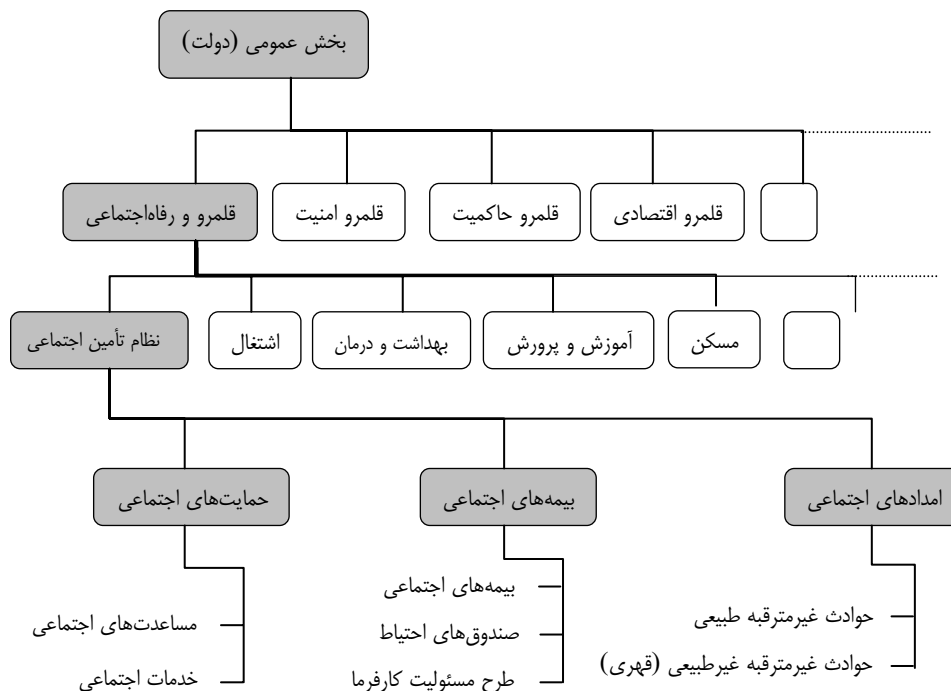 بخش عمومی (دولت)
قلمرو و رفاه‌اجتماعی
قلمرو امنیت
قلمرو حاکمیت
قلمرو اقتصادی
نظام تأمین اجتماعی
اشتغال
بهداشت و درمان
آموزش و پرورش
مسکن
حمایت‌های اجتماعی
بیمه‌های اجتماعی
امدادهای اجتماعی
مساعدت‌های اجتماعی
خدمات اجتماعی
بیمه‌های اجتماعی
صندوق‌های احتیاط
طرح مسئولیت کارفرما
حوادث غیرمترقبه طبیعی
حوادث غیرمترقبه غیرطبیعی (قهری)